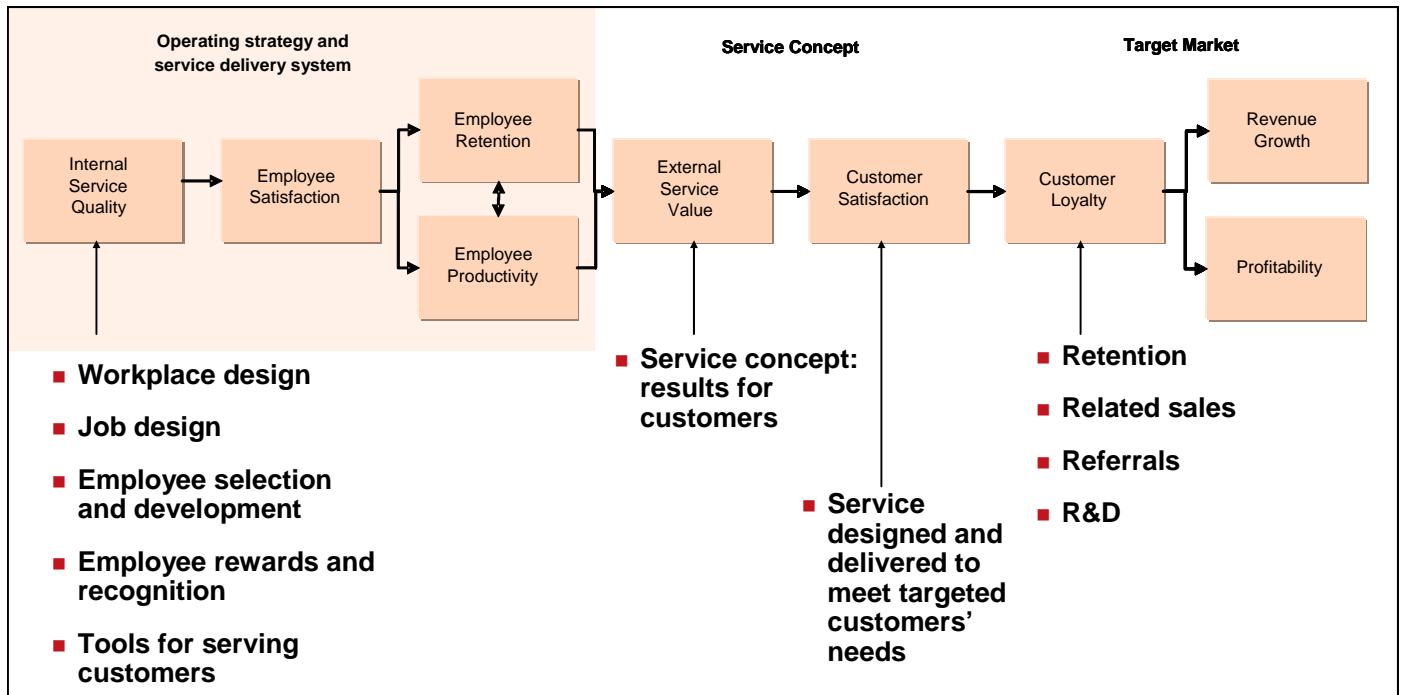 Operating strategy and
service delivery system
Service Concept
Target Market
Internal
Service
Quality
Employee
Satisfaction
Employee
Retention
Employee
Productivity
External
Service
Value
Customer
Satisfaction
Customer
Loyalty
Revenue
Growth
Profitability
Workplace design
Job design
Employee selection
and development
Employee rewards and
recognition
Tools for serving
customers
Service concept:
results for
customers
Service
designed and
delivered to
meet targeted
customers’
needs
Retention
Related sales
Referrals
R&D